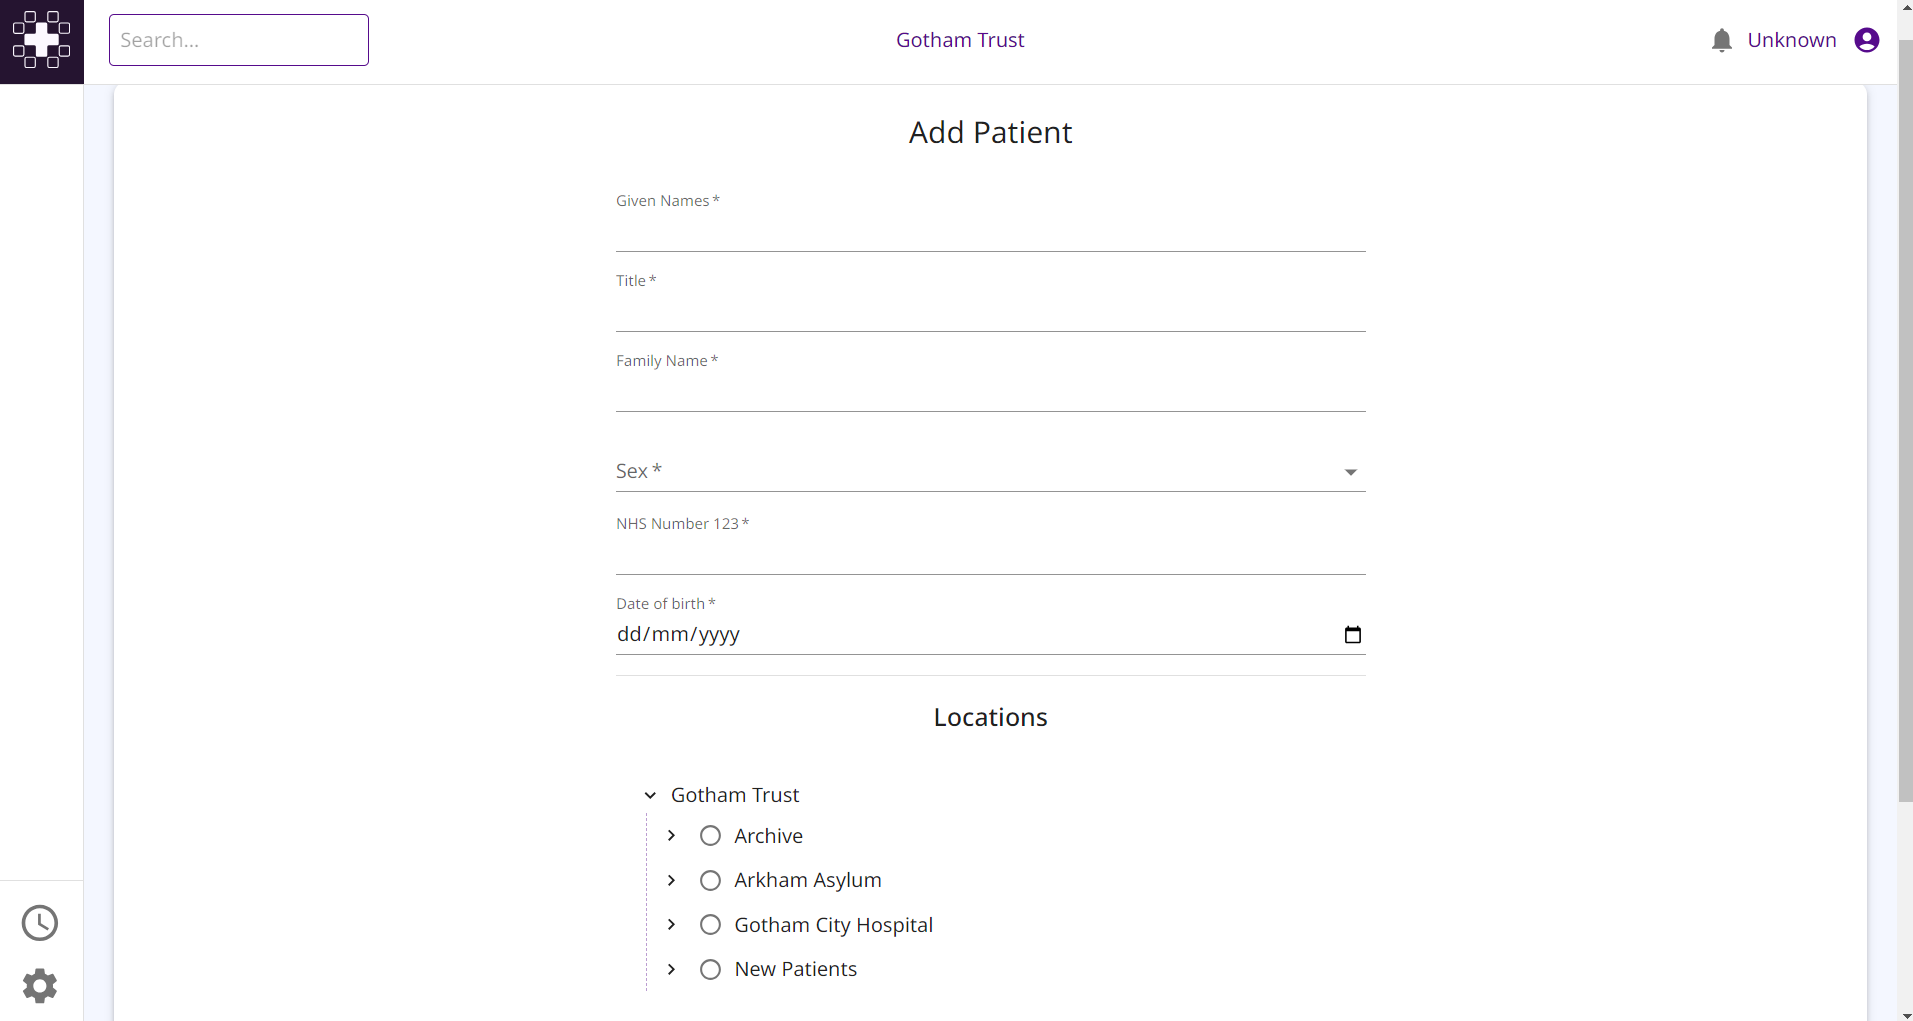 Search...
Gotham Trust
Unknown
Add Patient
Given Names *
Title *
Family Name *
Sex *
NHS Number 123 *
Date of birth *
dd/mm/yyyy
Locations
Gotham Trust
Archive
Arkham Asylum
Gotham City Hospital
New Patients